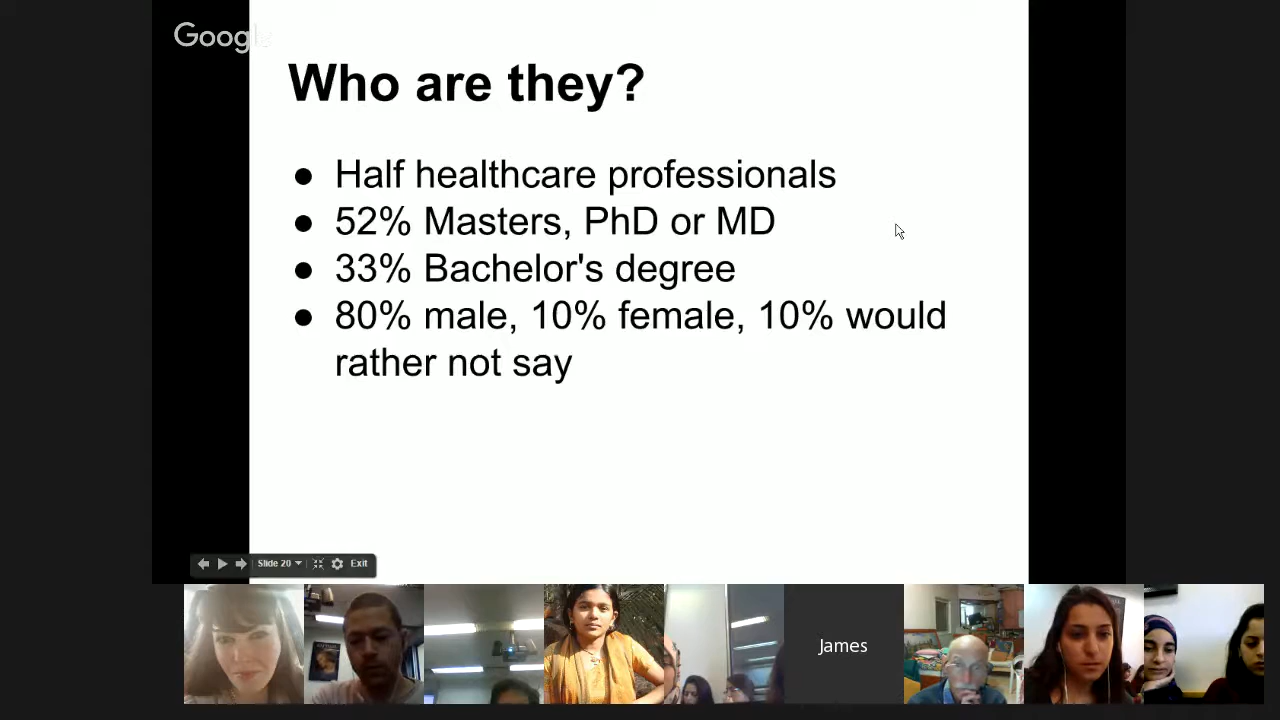 Google
Who are they?
● Half healthcare professionals
● 52% Masters, PhD or MD
● 33% Bachelor's degree
● 80% male, 10% female, 10% would
rather not say
Slide 20
Exit
James